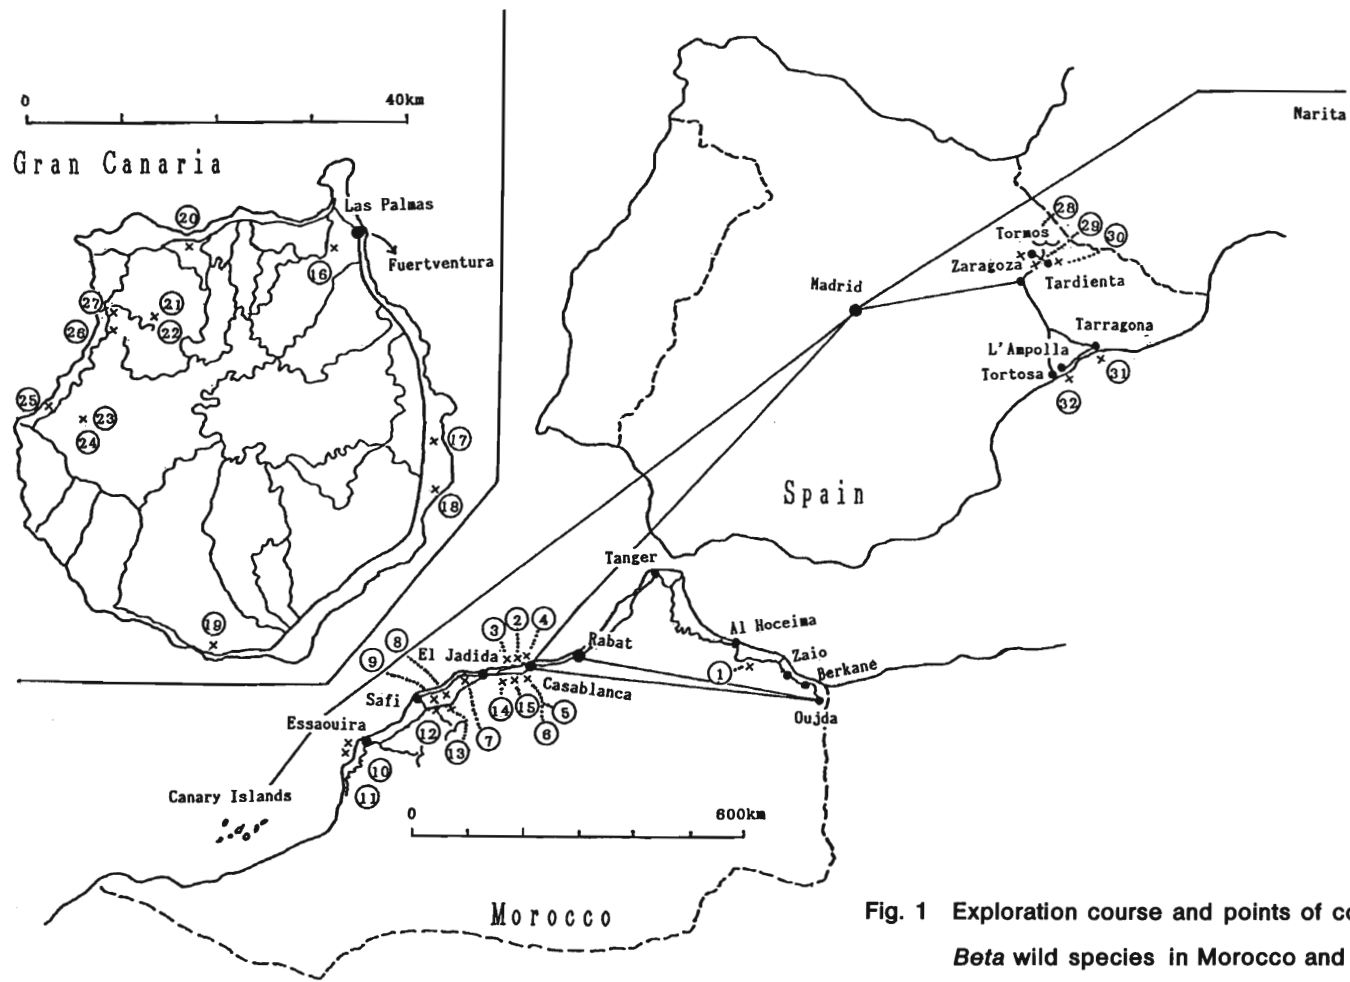 0 40km
Gran Canaria
Las Palmas
Fuertventura
20
16
27
21
26
22
25
23
24
17
18
19
Narita
28
29
30
Tormos
Zaragoza
Tardienta
Madrid
Tarragona
L'Ampolla
Tortosa
31
32
Spain
Tanger
Al Hoceima
Zaio
Berkane
1
Oujda
Rabat
2
3
4
8
9
El Jadida
Casablanca
Safi
14
15
5
6
7
12
13
Essaouira
10
11
Canary Islands
0 600km
Morocco
Fig. 1 Exploration course and points of co
Beta wild species in Morocco and